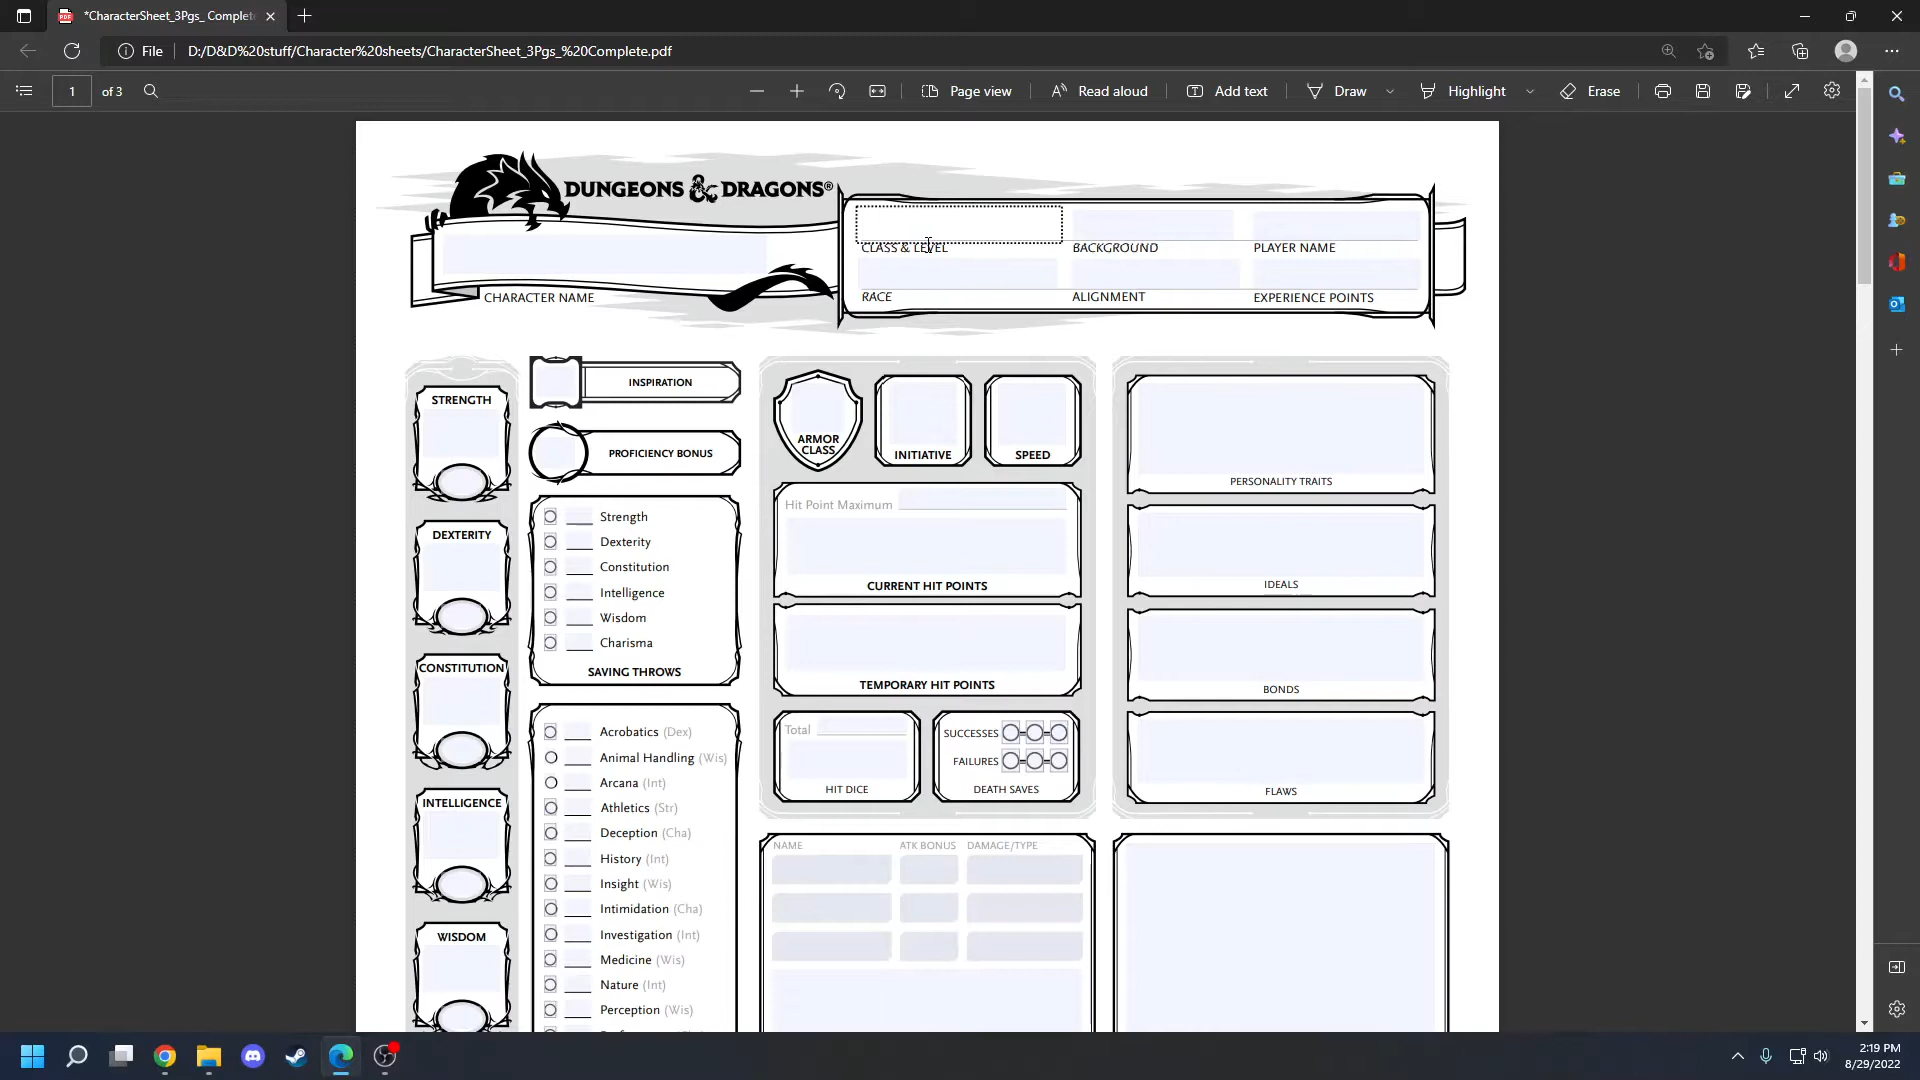 *CharacterSheet_3Pgs_ Complete
File D:/D&D%20stuff/Character%20sheets/CharacterSheet_3Pgs_%20Complete.pdf
1 of 3 Page view Read aloud Add text Draw Highlight Erase
DUNGEONS & DRAGONS®
CLASS & LEVEL BACKGROUND PLAYER NAME
CHARACTER NAME RACE ALIGNMENT EXPERIENCE POINTS
STRENGTH
DEXTERITY
CONSTITUTION
INTELLIGENCE
WISDOM
INSPIRATION
PROFICIENCY BONUS
Strength
Dexterity
Constitution
Intelligence
Wisdom
Charisma
SAVING THROWS
Acrobatics (Dex)
Animal Handling (Wis)
Arcana (Int)
Athletics (Str)
Deception (Cha)
History (Int)
Insight (Wis)
Intimidation (Cha)
Investigation (Int)
Medicine (Wis)
Nature (Int)
Perception (Wis)
ARMOR
CLASS
INITIATIVE
SPEED
Hit Point Maximum
CURRENT HIT POINTS
TEMPORARY HIT POINTS
Total
HIT DICE
SUCCESSES
FAILURES
DEATH SAVES
NAME ATK BONUS DAMAGE/TYPE
PERSONALITY TRAITS
IDEALS
BONDS
FLAWS
2:19 PM
8/29/2022